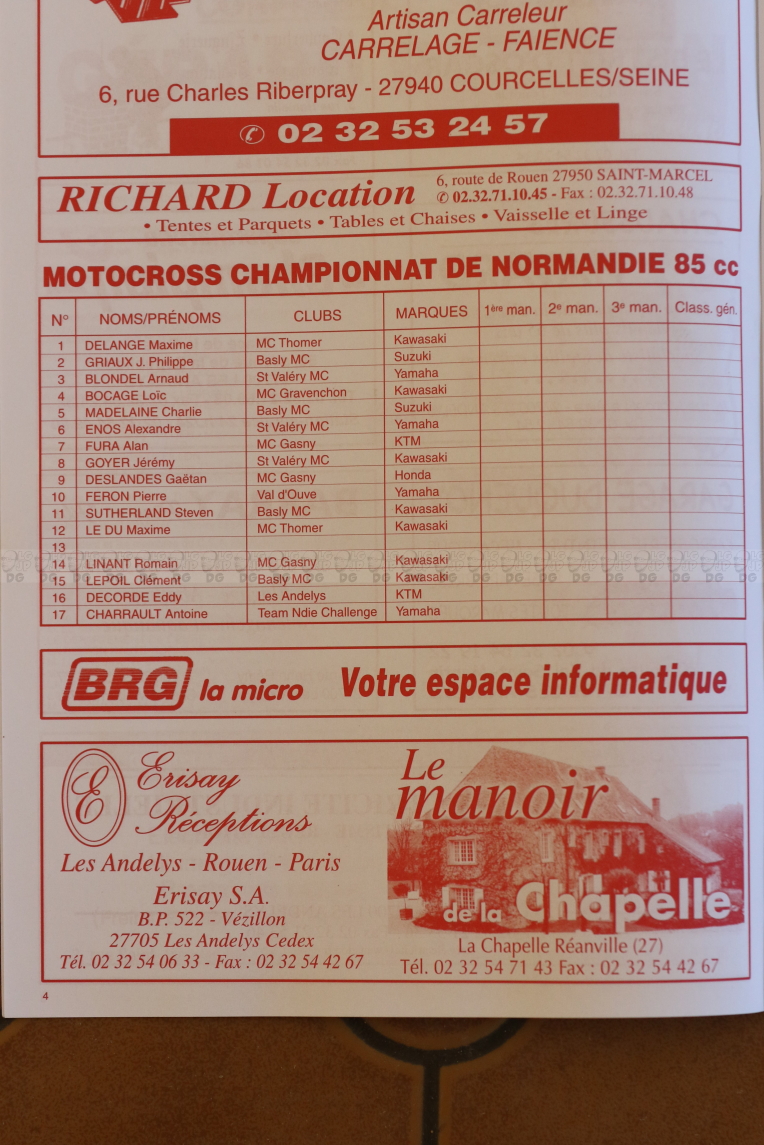 Artisan Carreleur
CARRELAGE - FAIENCE
6, rue Charles Riberpray - 27940 COURCELLES/SEINE
✆ 02 32 53 24 57
RICHARD Location
6, route de Rouen 27950 SAINT-MARCEL
✆ 02.32.71.10.45 - Fax : 02.32.71.10.48
• Tentes et Parquets • Tables et Chaises • Vaisselle et Linge
MOTOCROSS CHAMPIONNAT DE NORMANDIE 85 cc
N° NOMS/PRÉNOMS CLUBS MARQUES 1ère man. 2e man. 3e man. Class. gén.
1 DELANGE Maxime MC Thomer Kawasaki
2 GRIAUX J. Philippe Basly MC Suzuki
3 BLONDEL Arnaud St Valéry MC Yamaha
4 BOCAGE Loïc MC Gravenchon Kawasaki
5 MADELAINE Charlie Basly MC Suzuki
6 ENOS Alexandre St Valéry MC Yamaha
7 FURA Alan MC Gasny KTM
8 GOYER Jérémy St Valéry MC Kawasaki
9 DESLANDES Gaëtan MC Gasny Honda
10 FERON Pierre Val d'Ouve Yamaha
11 SUTHERLAND Steven Basly MC Kawasaki
12 LE DU Maxime MC Thomer Kawasaki
13
14 LINANT Romain MC Gasny Kawasaki
15 LEPOIL Clément Basly MC Kawasaki
16 DECORDE Eddy Les Andelys KTM
17 CHARRAULT Antoine Team Ndie Challenge Yamaha
BRG la micro Votre espace informatique
E Erisay
Réceptions
Les Andelys - Rouen - Paris
Erisay S.A.
B.P. 522 - Vézillon
27705 Les Andelys Cedex
Tél. 02 32 54 06 33 - Fax : 02 32 54 42 67
Le
manoir
de la Chapelle
La Chapelle Réanville (27)
Tél. 02 32 54 71 43 Fax : 02 32 54 42 67
4